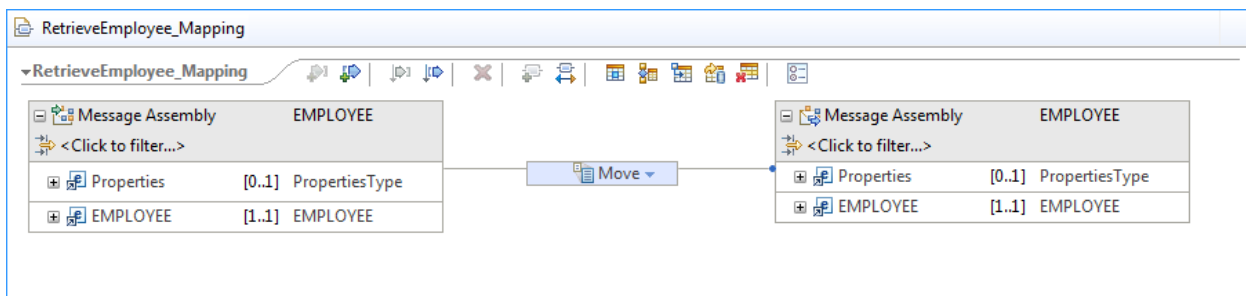 RetrieveEmployee_Mapping
RetrieveEmployee_Mapping
Message Assembly EMPLOYEE
<Click to filter...>
Properties [0..1] PropertiesType
EMPLOYEE [1..1] EMPLOYEE
Move
Message Assembly EMPLOYEE
<Click to filter...>
Properties [0..1] PropertiesType
EMPLOYEE [1..1] EMPLOYEE